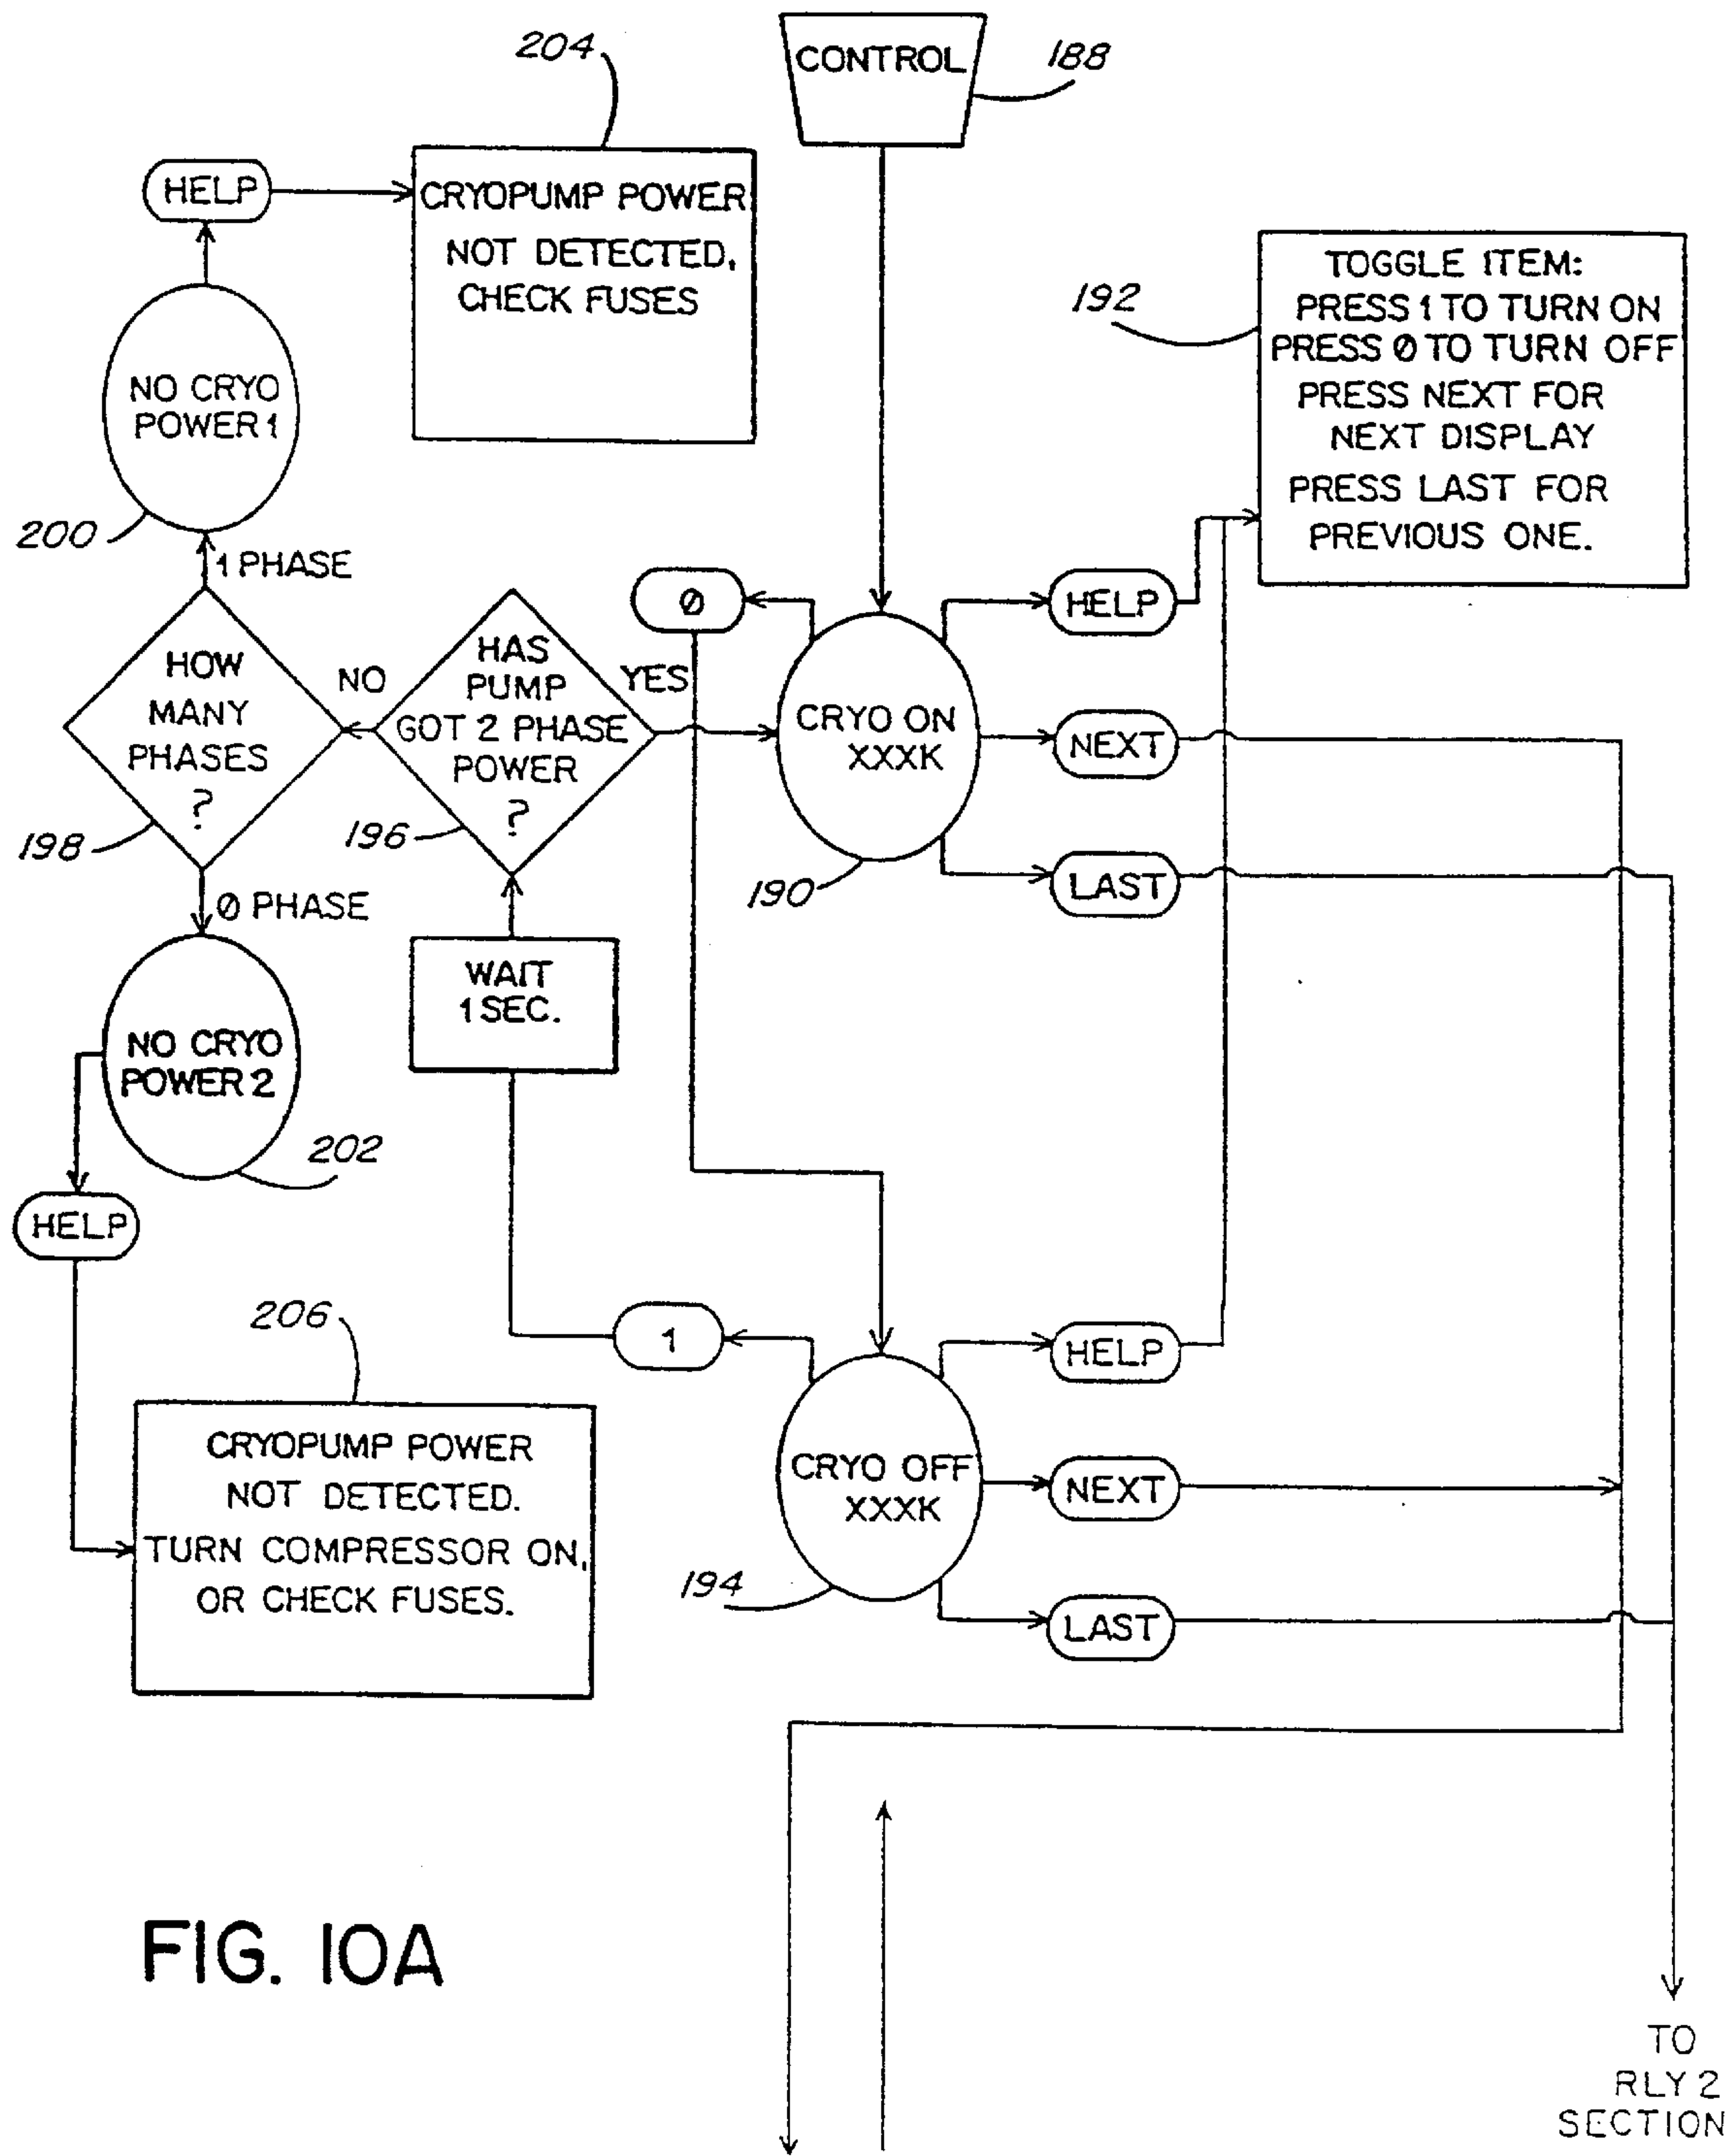 204
CONTROL
188
HELP
CRYOPUMP POWER
NOT DETECTED,
CHECK FUSES
192
TOGGLE ITEM:
PRESS 1 TO TURN ON
PRESS Ø TO TURN OFF
PRESS NEXT FOR
NEXT DISPLAY
PRESS LAST FOR
PREVIOUS ONE.
NO CRYO
POWER 1
200
1 PHASE
Ø
HELP
HOW
MANY
PHASES
?
198
NO
HAS
PUMP
GOT 2 PHASE
POWER
?
196
YES
CRYO ON
XXXK
190
NEXT
LAST
Ø PHASE
WAIT
1 SEC.
NO CRYO
POWER 2
202
HELP
206
1
HELP
CRYOPUMP POWER
NOT DETECTED.
TURN COMPRESSOR ON,
OR CHECK FUSES.
CRYO OFF
XXXK
194
NEXT
LAST
FIG. 10A
TO
RLY 2
SECTION